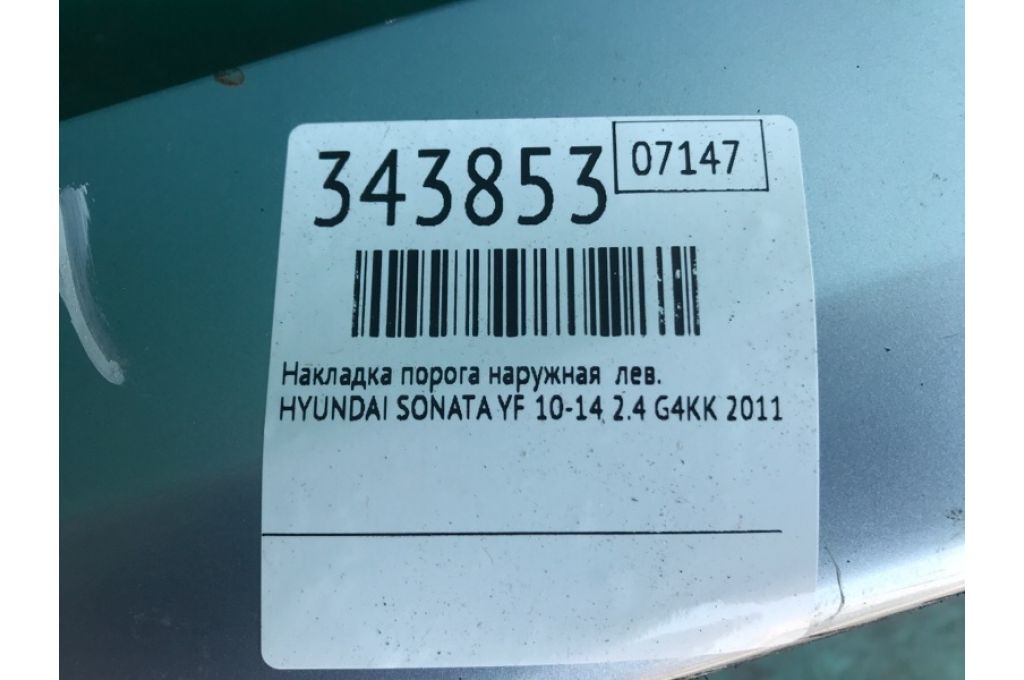 343853
07147
Накладка порога наружная лев.
HYUNDAI SONATA YF 10-14 2.4 G4KK 2011